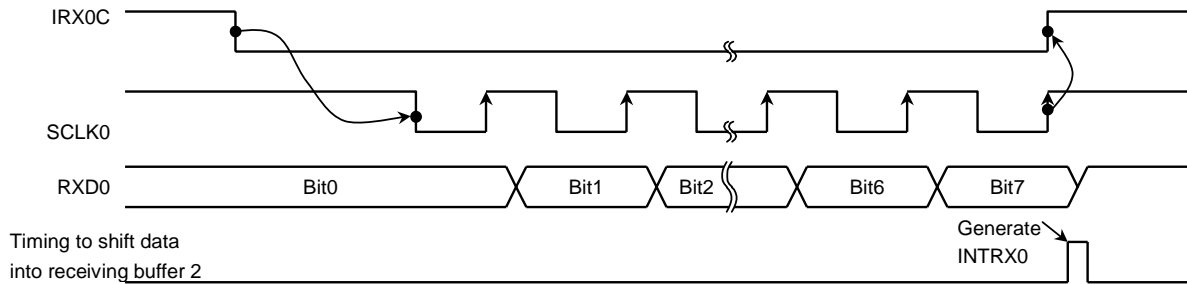 IRX0C
SCLK0
RXD0
Bit0
Bit1
Bit2
Bit6
Bit7
Timing to shift data
into receiving buffer 2
Generate
INTRX0